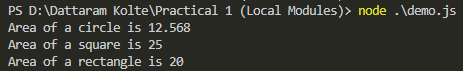 PS D:\Dattaram Kolte\Practical 1 (Local Modules)> node .\demo.js
Area of a circle is 12.568
Area of a square is 25
Area of a rectangle is 20